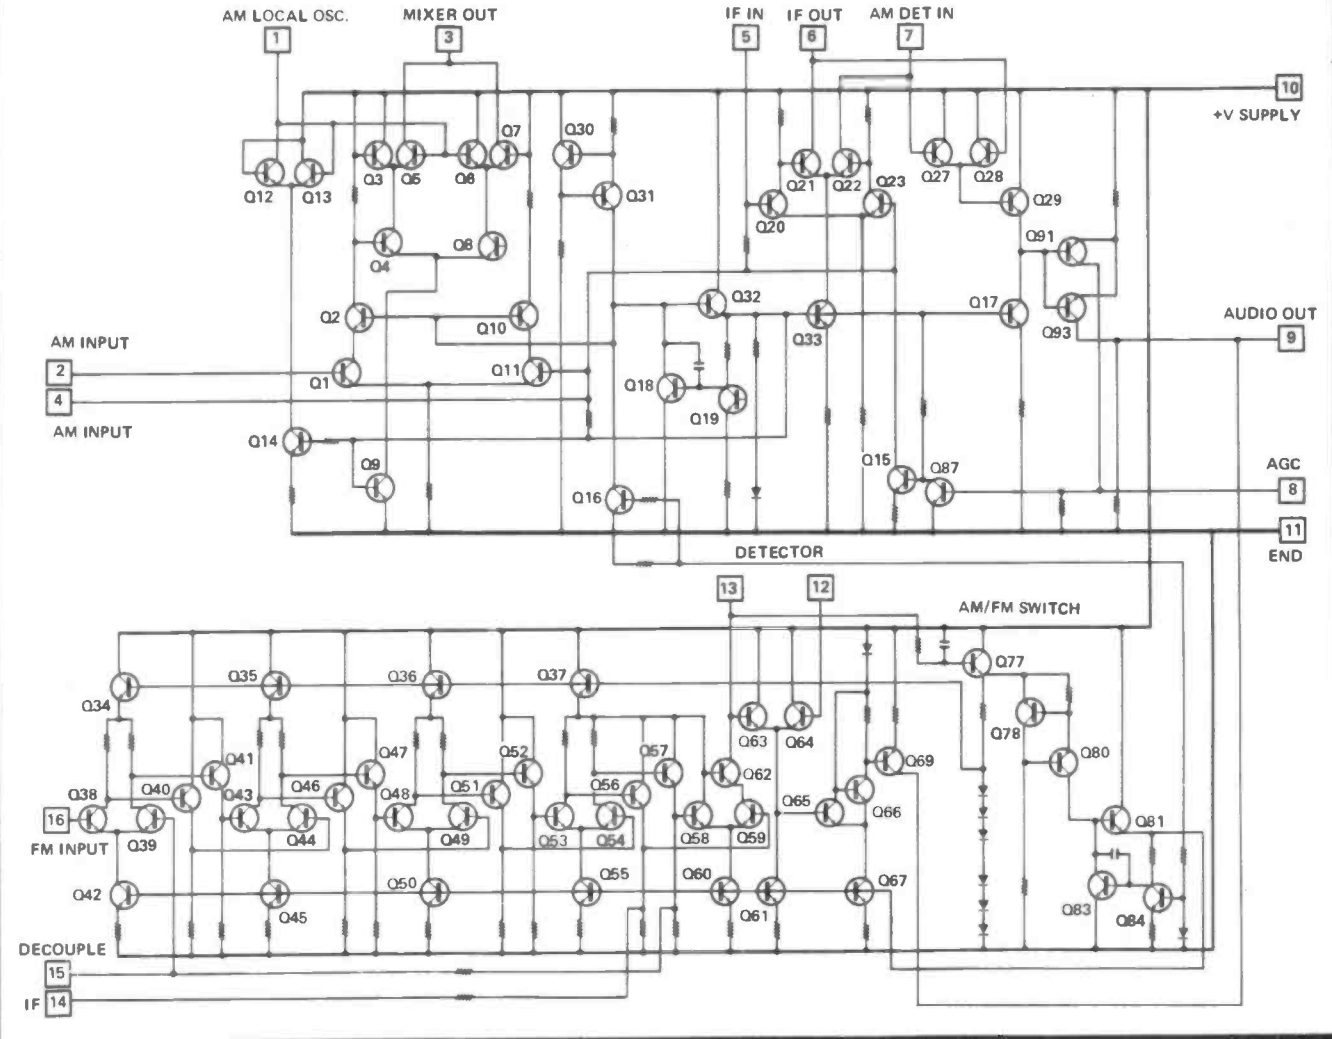 AM LOCAL OSC. MIXER OUT IF IN IF OUT AM DET IN
1 3 5 6 7
10
+V SUPPLY
Q7
Q30
Q12 Q13 Q3 Q5 Q6 Q21 Q22 Q23 Q27 Q28
Q31 Q29
Q20
Q4 Q8 Q91
Q32
Q2 Q10 Q33 Q17 Q93
AUDIO OUT
9
AM INPUT
2
Q1 Q11 Q18
4
Q19
AM INPUT
Q14 Q9 Q15 Q87
AGC
8
Q16
11
END
DETECTOR
13 12
AM/FM SWITCH
Q34 Q35 Q36 Q37 Q77
Q63 Q64 Q78
Q41 Q47 Q52 Q57 Q62 Q69 Q80
Q40 Q46 Q51 Q56
Q38 Q43 Q48 Q65 Q66 Q81
16
FM INPUT
Q39 Q44 Q49 Q53 Q54 Q58 Q59
Q42 Q45 Q50 Q55 Q60 Q61 Q67 Q83 Q84
DECOUPLE
15
IF 14